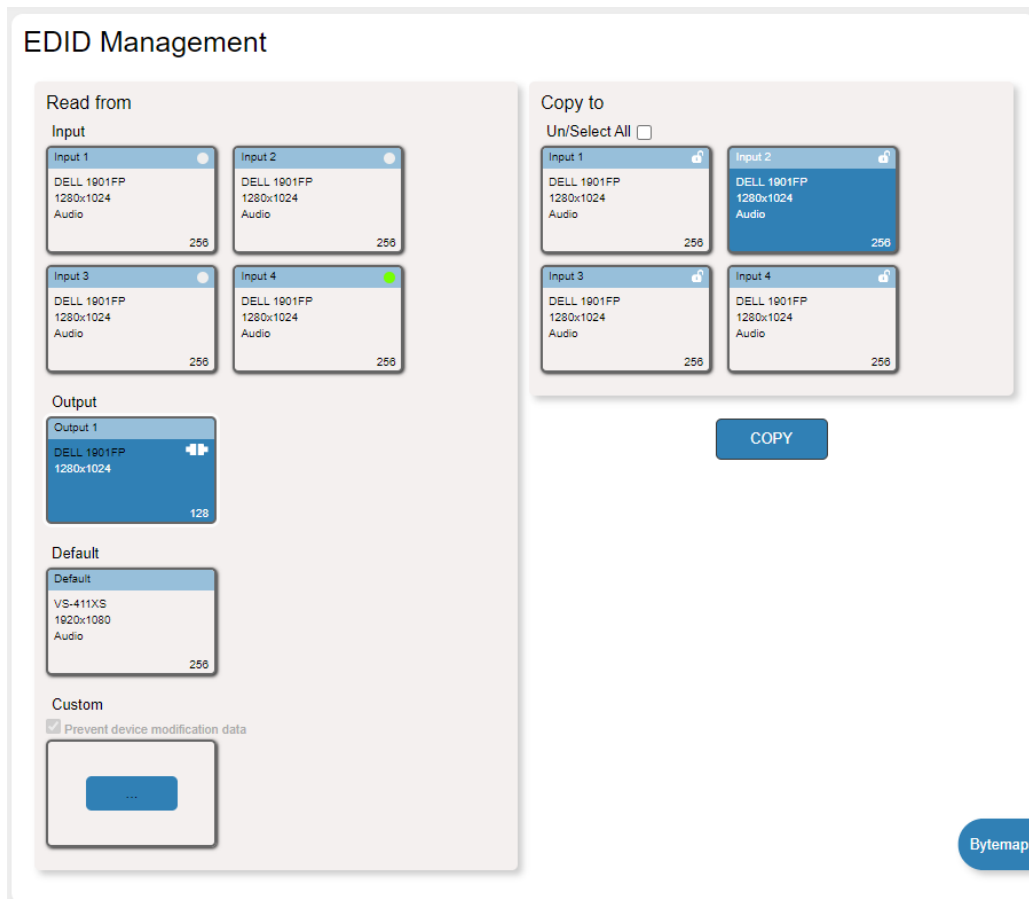 EDID Management
Read from
Input
Input 1
DELL 1901FP
1280x1024
Audio
256
Input 2
DELL 1901FP
1280x1024
Audio
256
Input 3
DELL 1901FP
1280x1024
Audio
256
Input 4
DELL 1901FP
1280x1024
Audio
256
Output
Output 1
DELL 1901FP
1280x1024
128
Default
Default
VS-411XS
1920x1080
Audio
256
Custom
Prevent device modification data
...
Copy to
Un/Select All
Input 1
DELL 1901FP
1280x1024
Audio
256
Input 2
DELL 1901FP
1280x1024
Audio
256
Input 3
DELL 1901FP
1280x1024
Audio
256
Input 4
DELL 1901FP
1280x1024
Audio
256
COPY
Bytemap